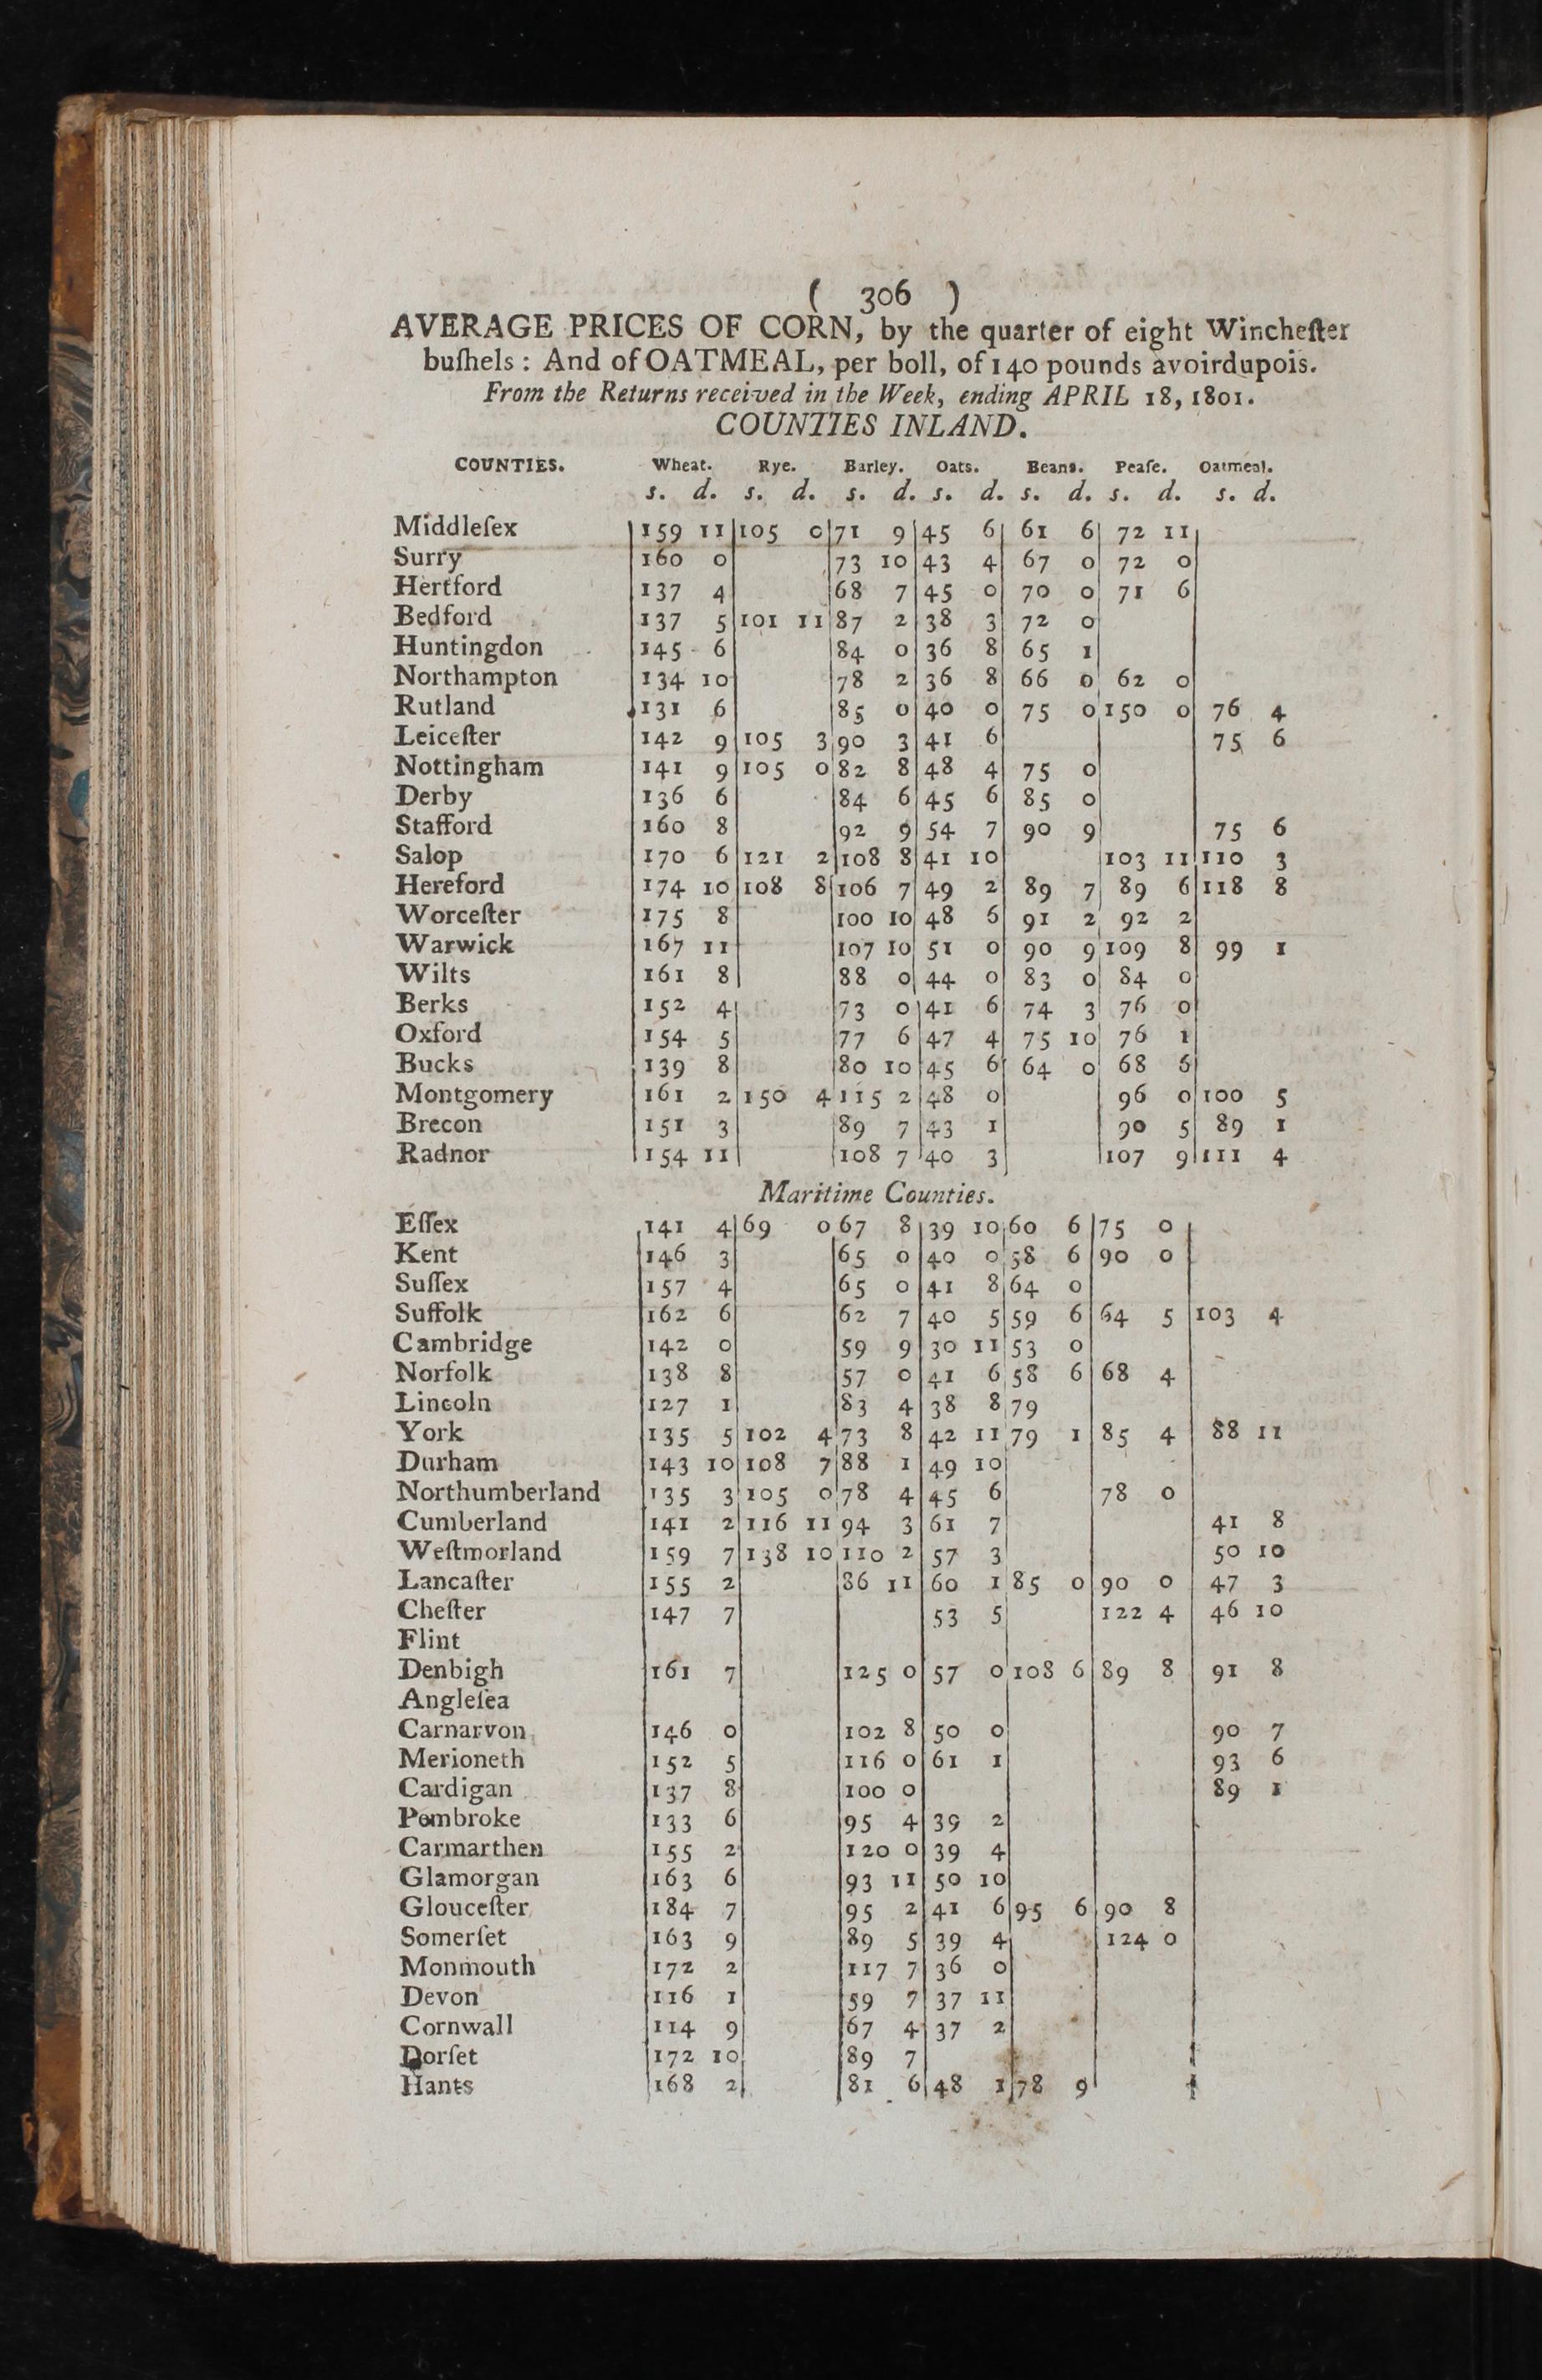 ( 306 )
AVERAGE PRICES OF CORN, by the quarter of eight Wincheſter
buſhels : And of OATMEAL, per boll, of 140 pounds avoirdupois.
From the Returns received in the Week, ending APRIL 18, 1801.
COUNTIES INLAND.
COUNTIES. Wheat. Rye. Barley. Oats. Beans. Peaſe. Oatmeal.
s. d. s. d. s. d. s. d. s. d. s. d. s. d.
Middleſex 159 11 105 0 71 9 45 6 61 6 72 11
Surry 160 0 73 10 43 4 67 0 72 0
Hertford 137 4 68 7 45 0 70 0 71 6
Bedford 137 5 101 11 87 2 38 3 72 0
Huntingdon 145 6 84 0 36 8 65 1
Northampton 134 10 78 2 36 8 66 0 62 0
Rutland 131 6 85 0 40 0 75 0 150 0 76 4
Leiceſter 142 9 105 3 90 3 41 6 75 6
Nottingham 141 9 105 0 82 8 48 4 75 0
Derby 136 6 84 6 45 6 85 0
Stafford 160 8 92 9 54 7 90 9 75 6
Salop 170 6 121 2 108 8 41 10 103 11 110 3
Hereford 174 10 108 8 106 7 49 2 89 7 89 6 118 8
Worceſter 175 8 100 10 48 6 91 2 92 2
Warwick 167 11 107 10 51 0 90 9 109 8 99 1
Wilts 161 8 88 0 44 0 83 0 84 0
Berks 152 4 73 0 41 6 74 3 76 0
Oxford 154 5 77 6 47 4 75 10 76 1
Bucks 139 8 80 10 45 6 64 0 68 6
Montgomery 161 2 150 4 115 2 48 0 96 0 100 5
Brecon 151 3 89 7 43 1 90 5 89 1
Radnor 154 11 108 7 40 3 107 9 111 4
Maritime Counties.
Eſſex 141 4 69 0 67 8 39 10 60 6 75 0
Kent 146 3 65 0 40 0 58 6 90 0
Suſſex 157 4 65 0 41 8 64 0
Suffolk 162 6 62 7 40 5 59 6 64 5 103 4
Cambridge 142 0 59 9 30 11 53 0
Norfolk 138 8 57 0 41 6 58 6 68 4
Lincoln 127 1 83 4 38 8 79
York 135 5 102 4 73 8 42 11 79 1 85 4 88 11
Durham 143 10 108 7 88 1 49 10
Northumberland 135 3 105 0 78 4 45 6 78 0
Cumberland 141 2 116 11 94 3 61 7 41 8
Weſtmorland 159 7 138 10 110 2 57 3 50 10
Lancaſter 155 2 86 11 60 1 85 0 90 0 47 3
Cheſter 147 7 53 5 122 4 46 10
Flint
Denbigh 161 7 125 0 57 0 108 6 89 8 91 8
Angleſea
Carnarvon 146 0 102 8 50 0 90 7
Merioneth 152 5 116 0 61 1 93 6
Cardigan 137 8 100 0 89 1
Pembroke 133 6 95 4 39 2
Carmarthen 155 2 120 0 39 4
Glamorgan 163 6 93 11 50 10
Glouceſter 184 7 95 2 41 6 95 6 90 8
Somerſet 163 9 89 5 39 4 124 0
Monmouth 172 2 117 7 36 0
Devon 116 1 59 7 37 11
Cornwall 114 9 67 4 37 2
Dorſet 172 10 89 7
Hants 168 2 81 6 48 1 78 9